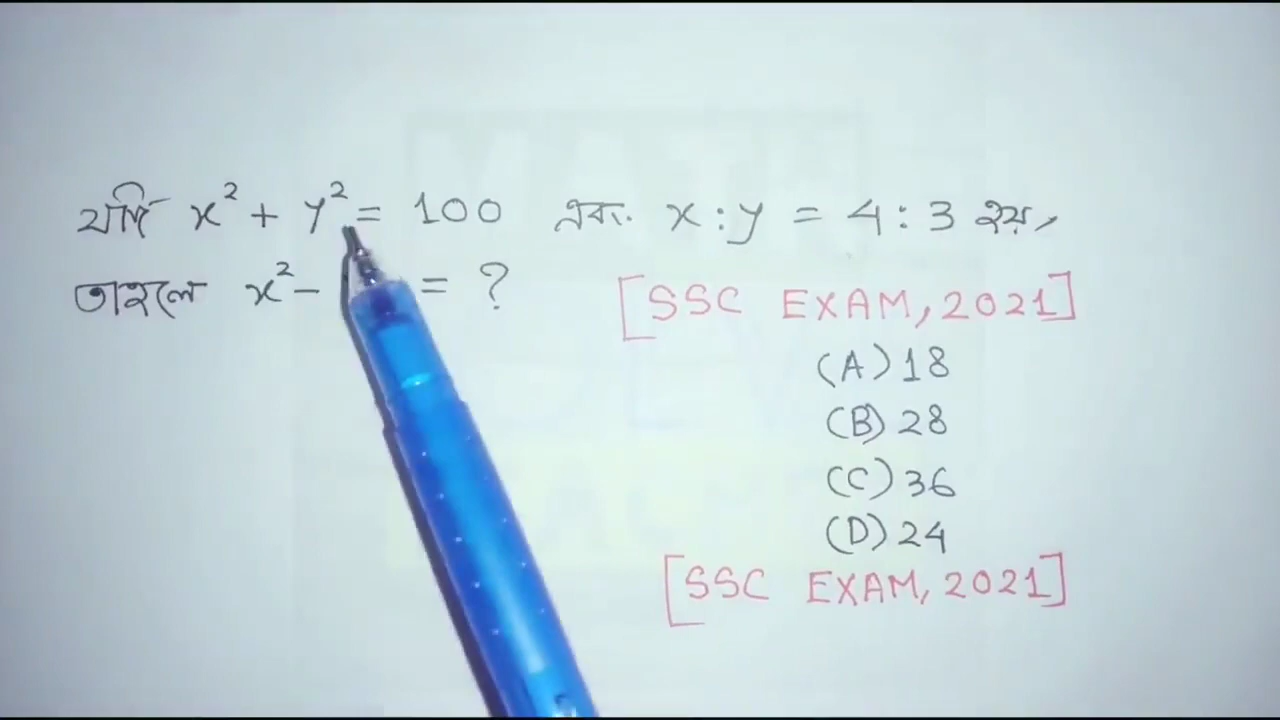 যদি x² + y² = 100 এবং x : y = 4 : 3 হয়,
তাহলে x² - = ?
[SSC EXAM, 2021]
(A) 18
(B) 28
(C) 36
(D) 24
[SSC EXAM, 2021]